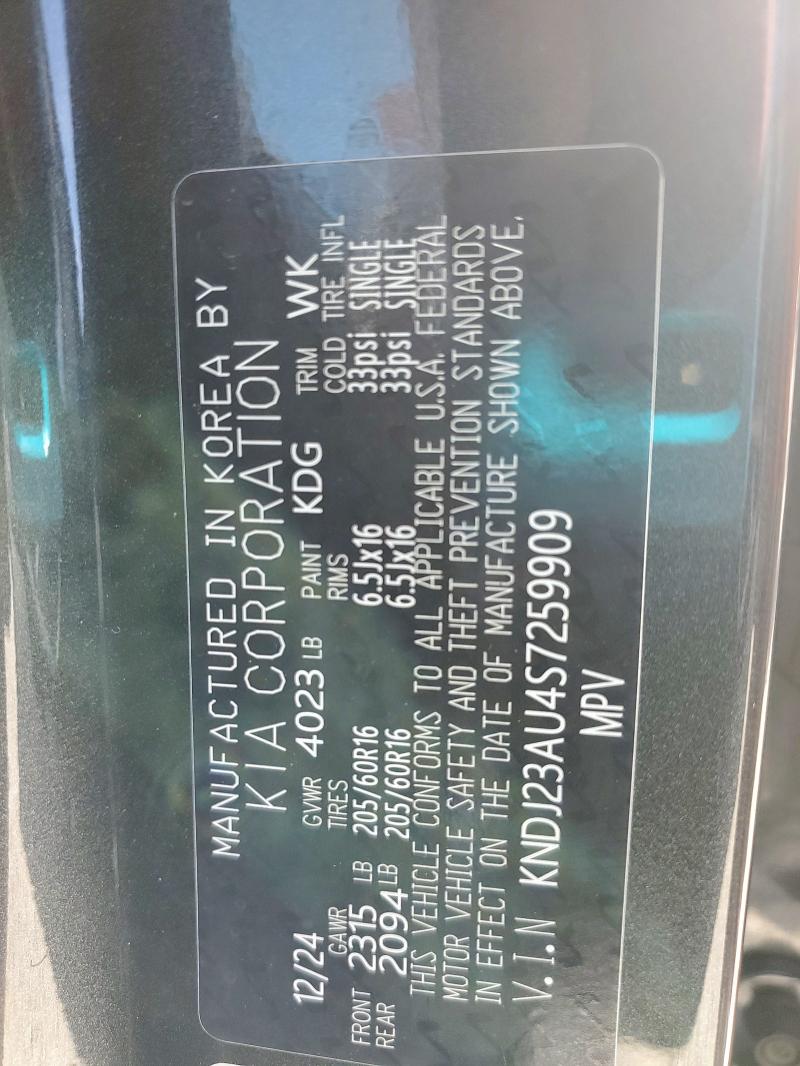 MANUFACTURED IN KOREA BY
KIA CORPORATION
12/24 GVWR 4023 LB PAINT KDG TRIM WK
GAWR TIRES RIMS COLD TIRE INFL
FRONT 2315 LB 205/60R16 6.5Jx16 33psi SINGLE
REAR 2094 LB 205/60R16 6.5Jx16 33psi SINGLE
THIS VEHICLE CONFORMS TO ALL APPLICABLE U.S.A. FEDERAL
MOTOR VEHICLE SAFETY AND THEFT PREVENTION STANDARDS
IN EFFECT ON THE DATE OF MANUFACTURE SHOWN ABOVE.
V.I.N KNDJ23AU4S7259909
MPV